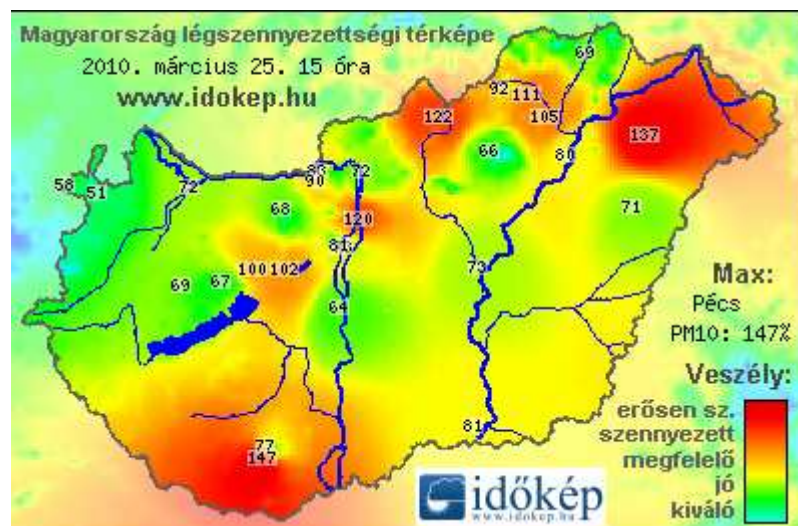 Magyarország légszennyezettségi térképe
2010. március 25. 15 óra
www.idokep.hu
69
92
111
105
122
137
66
80
58
51
72
90
72
68
120
71
81
100
102
73
69
67
64
Max:
Pécs
PM10: 147%
Veszély:
erősen sz.
szennyezett
megfelelő
jó
kiváló
81
77
147
időkép
www.idokep.hu